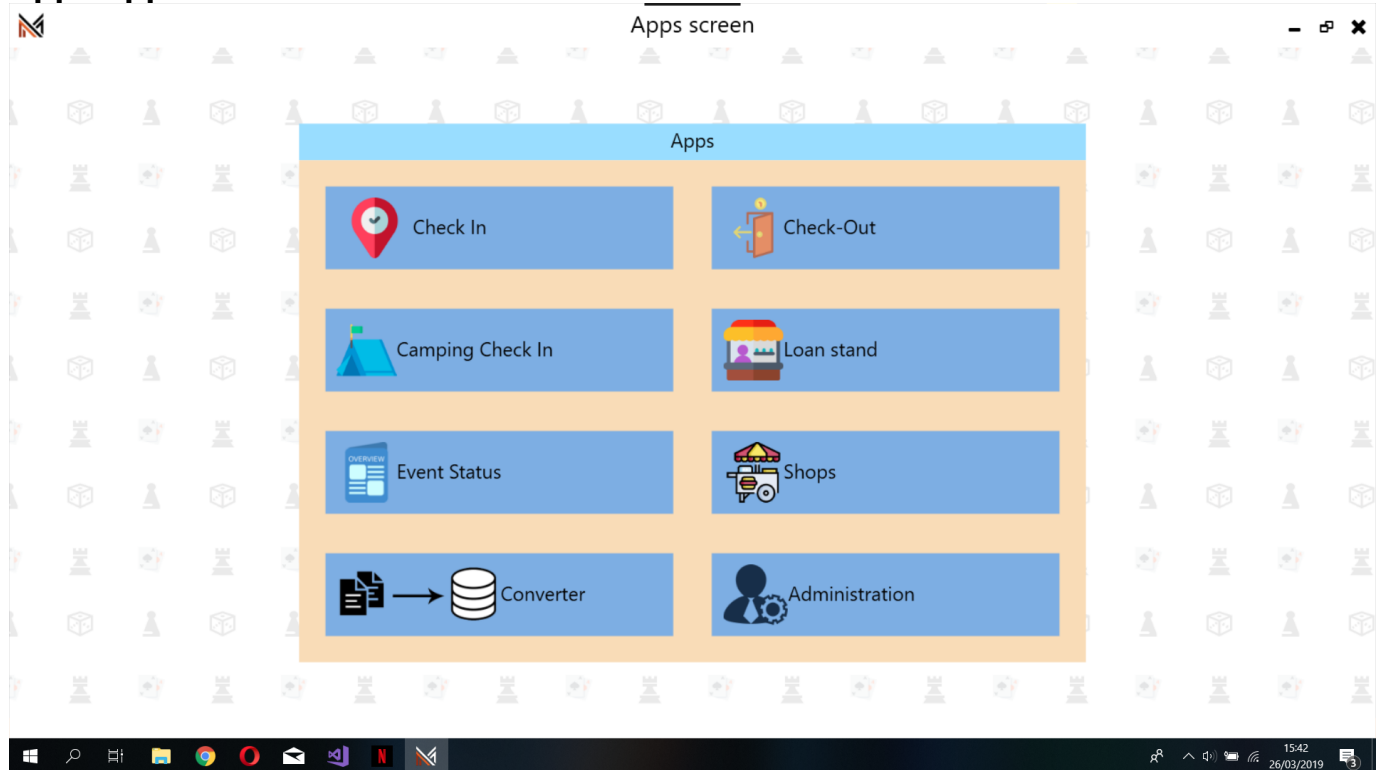 Apps screen
Apps
Check In
Check-Out
Camping Check In
Loan stand
OVERVIEW
Event Status
Shops
Converter
Administration
15:42
26/03/2019
3